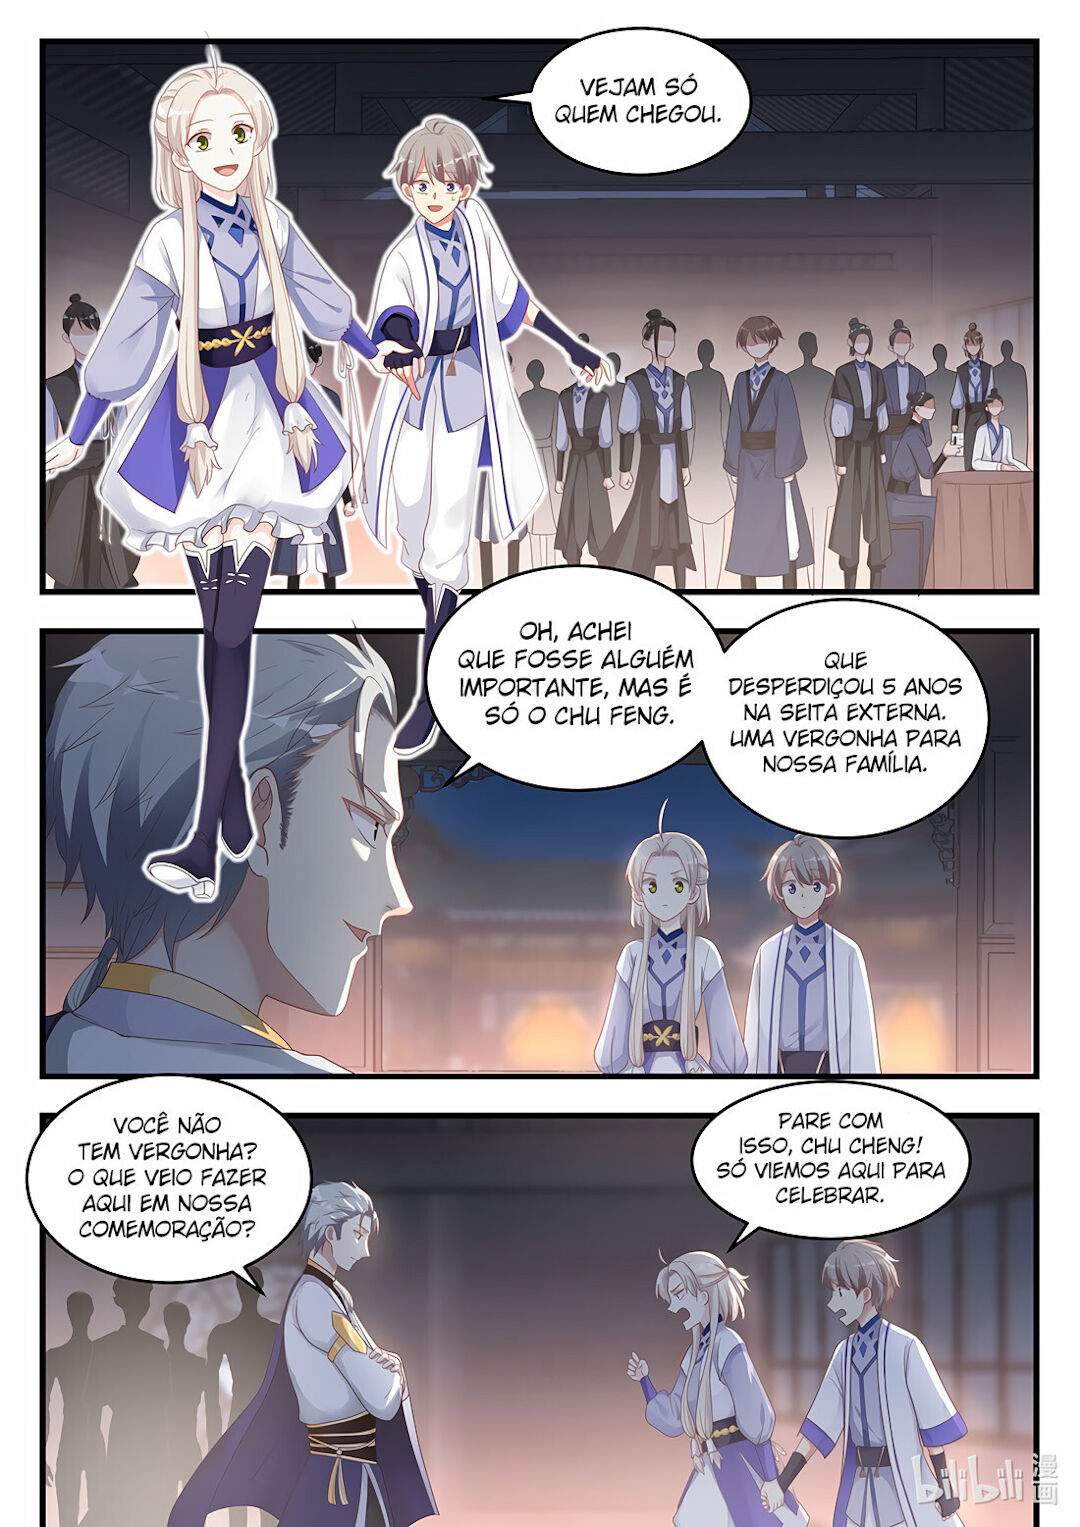 VEJAM SÓ
QUEM CHEGOU.
OH, ACHEI
QUE FOSSE ALGUÉM
IMPORTANTE, MAS É
SÓ O CHU FENG.
QUE
DESPERDIÇOU 5 ANOS
NA SEITA EXTERNA.
UMA VERGONHA PARA
NOSSA FAMÍLIA.
VOCÊ NÃO
TEM VERGONHA?
O QUE VEIO FAZER
AQUI EM NOSSA
COMEMORAÇÃO?
PARE COM
ISSO, CHU CHENG!
SÓ VIEMOS AQUI PARA
CELEBRAR.
bilibili 漫画